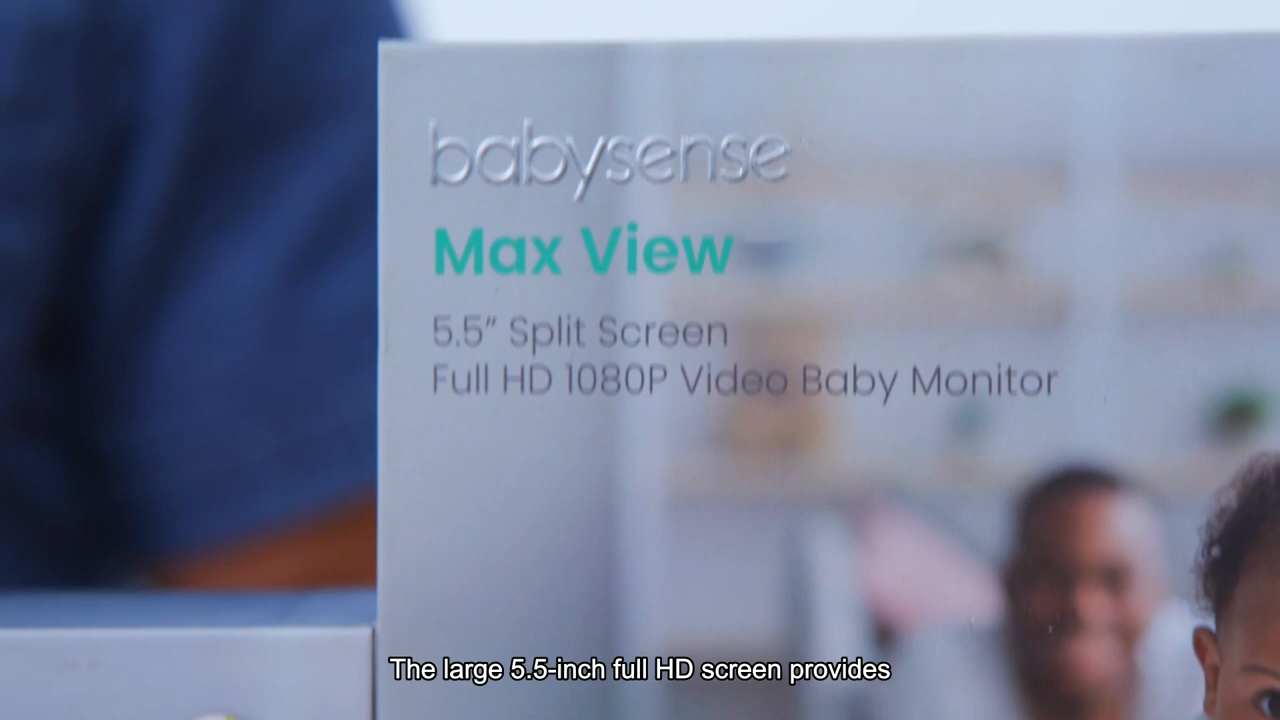 babysense
Max View
5.5" Split Screen
Full HD 1080P Video Baby Monitor
The large 5.5-inch full HD screen provides